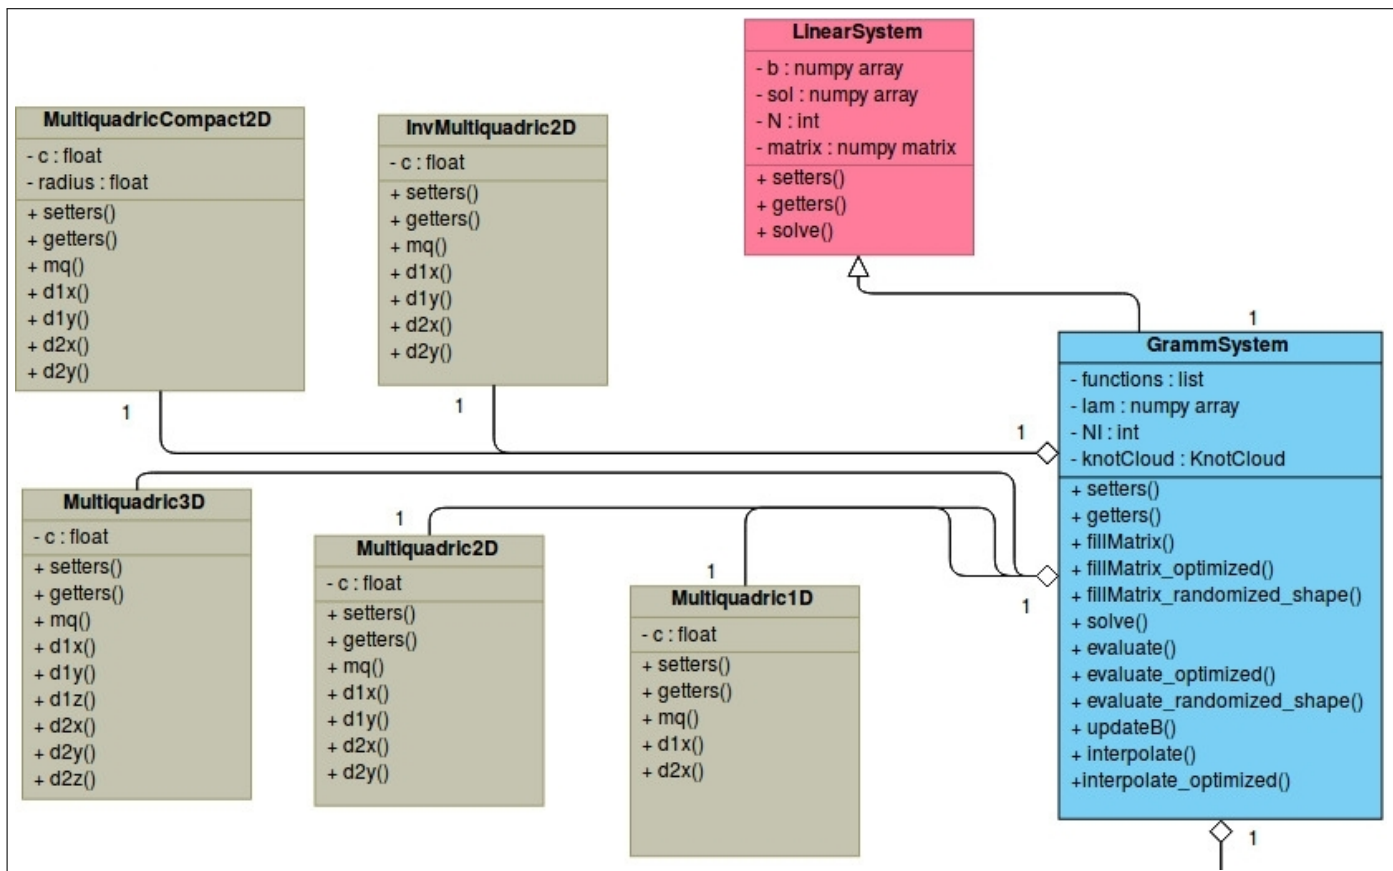 LinearSystem
- b : numpy array
- sol : numpy array
- N : int
- matrix : numpy matrix
+ setters()
+ getters()
+ solve()
MultiquadricCompact2D
- c : float
- radius : float
+ setters()
+ getters()
+ mq()
+ d1x()
+ d1y()
+ d2x()
+ d2y()
1
InvMultiquadric2D
- c : float
+ setters()
+ getters()
+ mq()
+ d1x()
+ d1y()
+ d2x()
+ d2y()
1
1
GrammSystem
- functions : list
- lam : numpy array
- NI : int
- knotCloud : KnotCloud
+ setters()
+ getters()
+ fillMatrix()
+ fillMatrix_optimized()
+ fillMatrix_randomized_shape()
+ solve()
+ evaluate()
+ evaluate_optimized()
+ evaluate_randomized_shape()
+ updateB()
+ interpolate()
+interpolate_optimized()
1
1
1
Multiquadric3D
- c : float
+ setters()
+ getters()
+ mq()
+ d1x()
+ d1y()
+ d1z()
+ d2x()
+ d2y()
+ d2z()
1
Multiquadric2D
- c : float
+ setters()
+ getters()
+ mq()
+ d1x()
+ d1y()
+ d2x()
+ d2y()
1
Multiquadric1D
- c : float
+ setters()
+ getters()
+ mq()
+ d1x()
+ d2x()